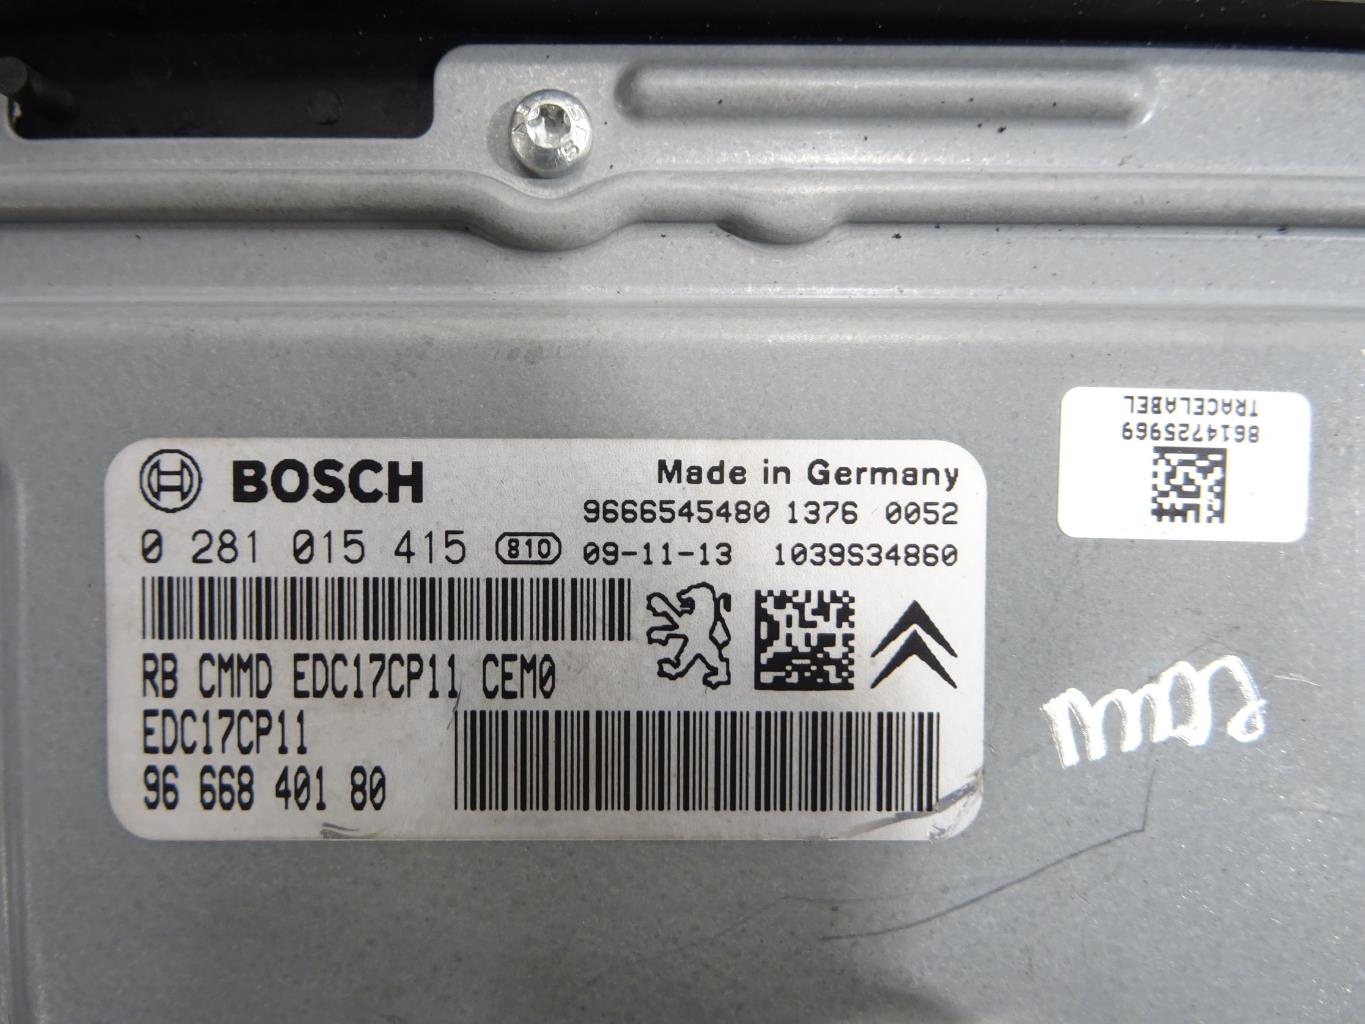 BOSCH
Made in Germany
9666545480 1376 0052
0 281 015 415 810 09-11-13 1039S34860
RB CMMD EDC17CP11 CEM0
EDC17CP11
96 668 401 80
8614725969
TRACELABEL